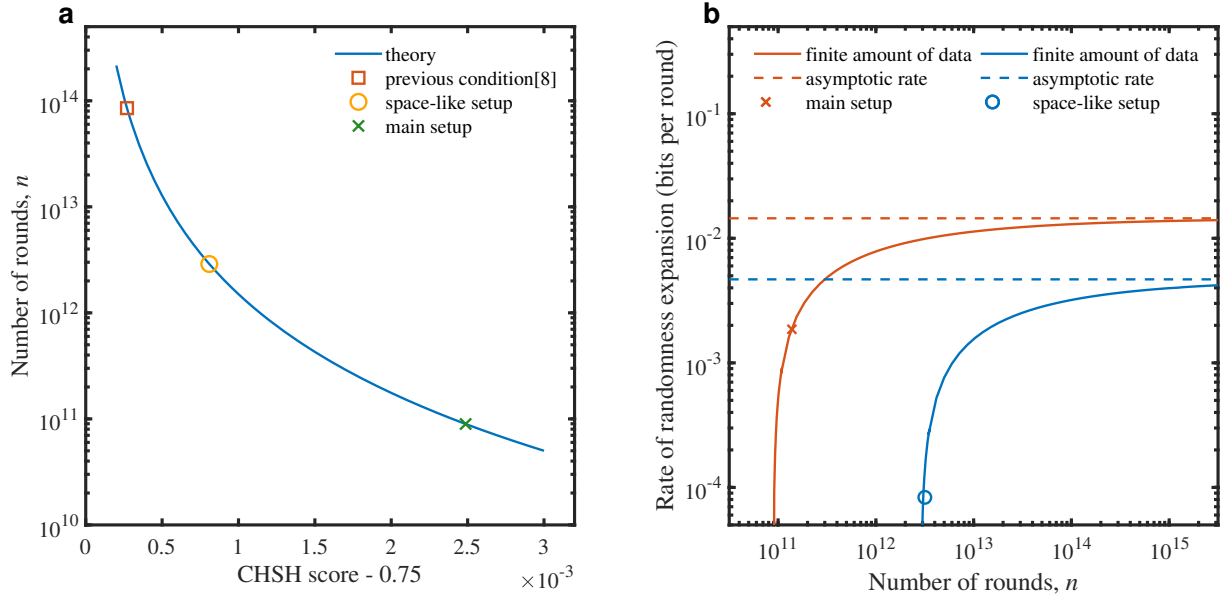 a
theory
previous condition[8]
space-like setup
main setup
Number of rounds, n
10^14
10^13
10^12
10^11
10^10
0
0.5
1
1.5
2
2.5
3
×10^-3
CHSH score - 0.75
b
finite amount of data
asymptotic rate
main setup
finite amount of data
asymptotic rate
space-like setup
Rate of randomness expansion (bits per round)
10^-1
10^-2
10^-3
10^-4
10^11
10^12
10^13
10^14
10^15
Number of rounds, n